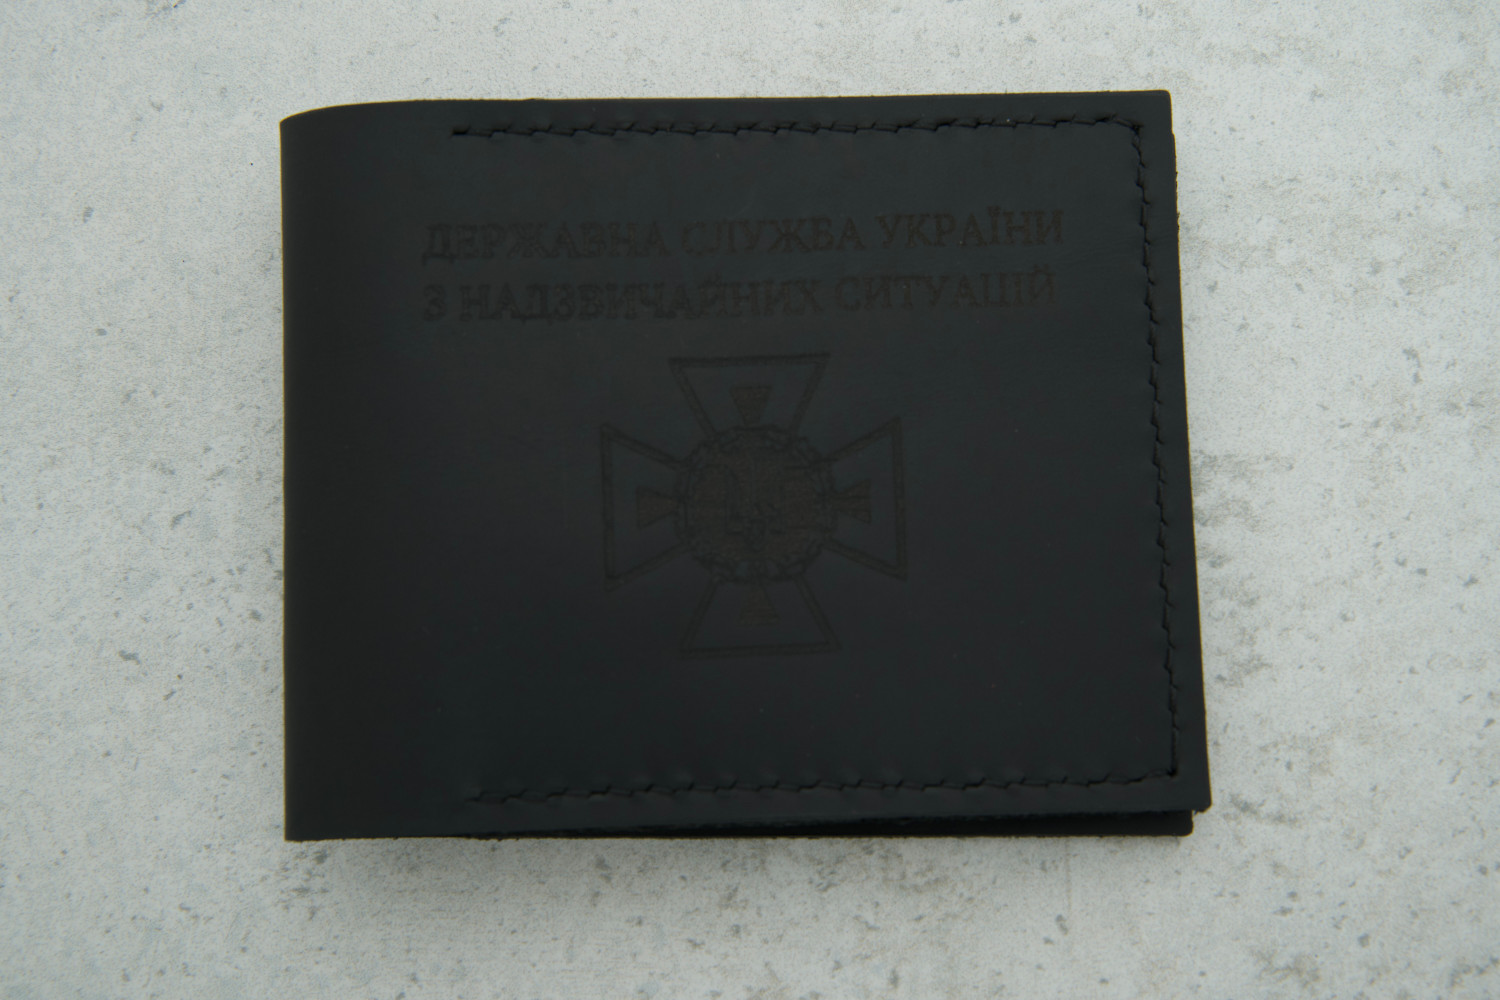 ДЕРЖАВНА СЛУЖБА УКРАЇНИ
З НАДЗВИЧАЙНИХ СИТУАЦІЙ